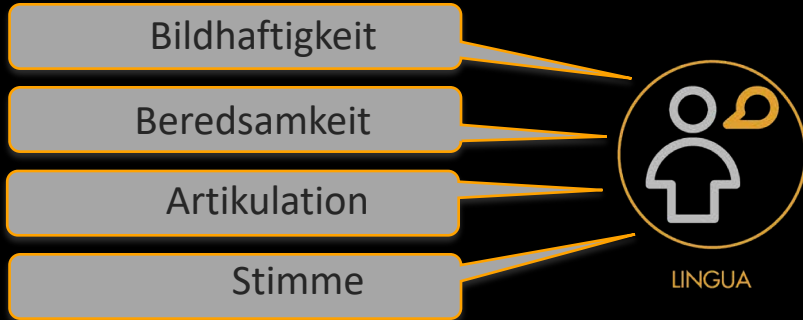 Bildhaftigkeit
Beredsamkeit
Artikulation
Stimme
LINGUA